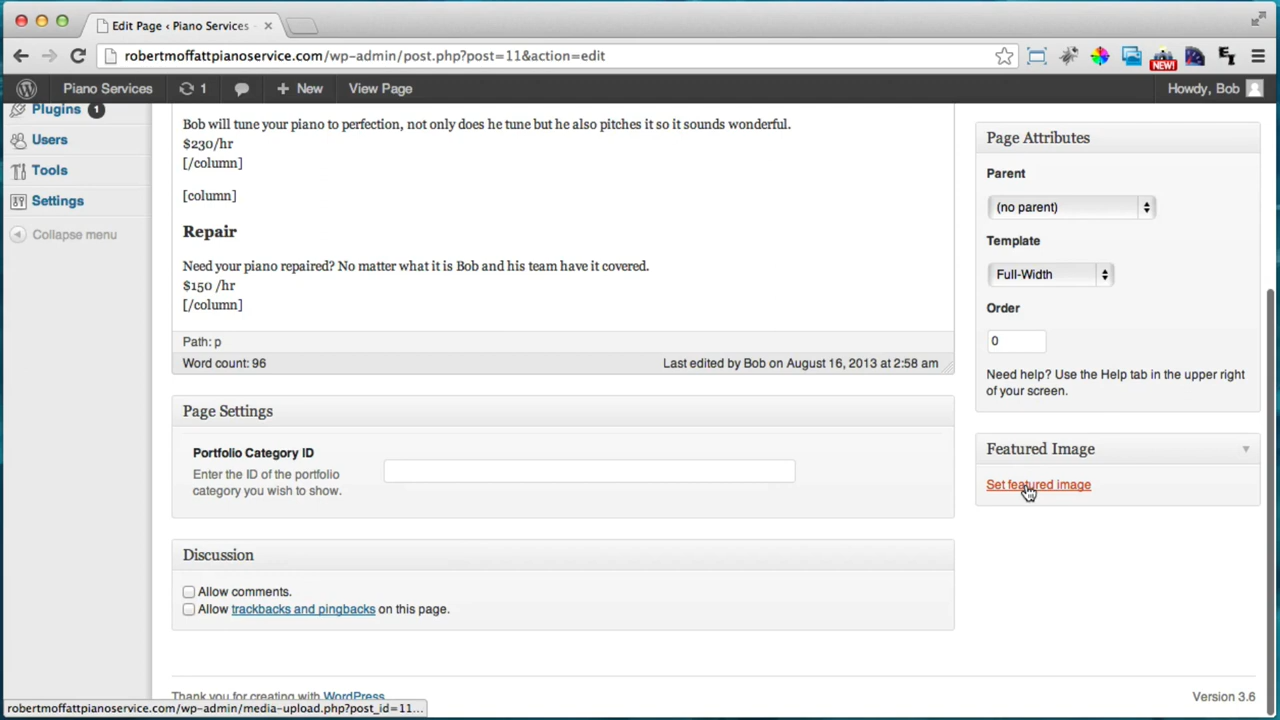 Edit Page ‹ Piano Services
robertmoffattpianoservice.com/wp-admin/post.php?post=11&action=edit
NEW!
Piano Services
1
New
View Page
Howdy, Bob
Plugins 1
Users
Tools
Settings
Collapse menu
Bob will tune your piano to perfection, not only does he tune but he also pitches it so it sounds wonderful.
$230/hr
[/column]
[column]
Repair
Need your piano repaired? No matter what it is Bob and his team have it covered.
$150 /hr
[/column]
Path: p
Word count: 96
Last edited by Bob on August 16, 2013 at 2:58 am
Page Settings
Portfolio Category ID
Enter the ID of the portfolio
category you wish to show.
Discussion
Allow comments.
Allow trackbacks and pingbacks on this page.
Page Attributes
Parent
(no parent)
Template
Full-Width
Order
0
Need help? Use the Help tab in the upper right
of your screen.
Featured Image
Set featured image
Thank you for creating with WordPress
Version 3.6
robertmoffattpianoservice.com/wp-admin/media-upload.php?post_id=11...